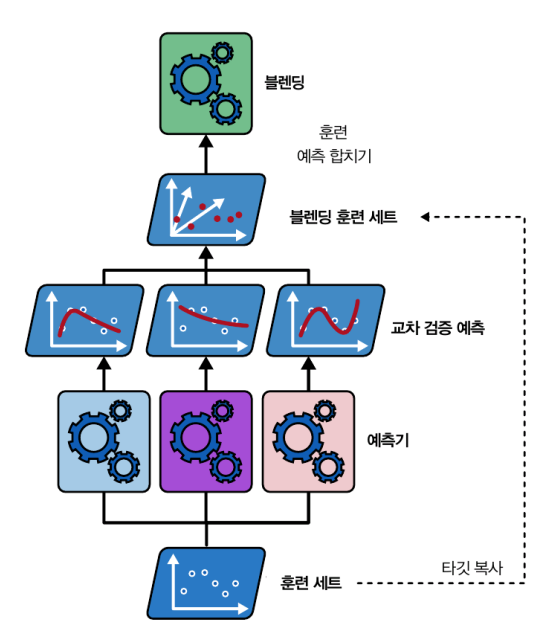 블렌딩
훈련
예측 합치기
블렌딩 훈련 세트
교차 검증 예측
예측기
타깃 복사
훈련 세트